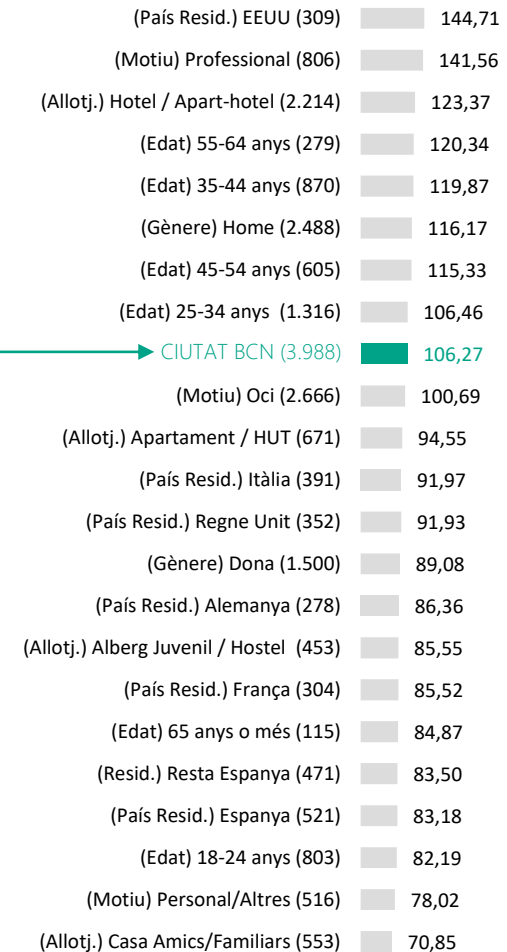 (País Resid.) EEUU (309) 144,71
(Motiu) Professional (806) 141,56
(Allotj.) Hotel / Apart-hotel (2.214) 123,37
(Edat) 55-64 anys (279) 120,34
(Edat) 35-44 anys (870) 119,87
(Gènere) Home (2.488) 116,17
(Edat) 45-54 anys (605) 115,33
(Edat) 25-34 anys (1.316) 106,46
CIUTAT BCN (3.988) 106,27
(Motiu) Oci (2.666) 100,69
(Allotj.) Apartament / HUT (671) 94,55
(País Resid.) Itàlia (391) 91,97
(País Resid.) Regne Unit (352) 91,93
(Gènere) Dona (1.500) 89,08
(País Resid.) Alemanya (278) 86,36
(Allotj.) Alberg Juvenil / Hostel (453) 85,55
(País Resid.) França (304) 85,52
(Edat) 65 anys o més (115) 84,87
(Resid.) Resta Espanya (471) 83,50
(País Resid.) Espanya (521) 83,18
(Edat) 18-24 anys (803) 82,19
(Motiu) Personal/Altres (516) 78,02
(Allotj.) Casa Amics/Familiars (553) 70,85